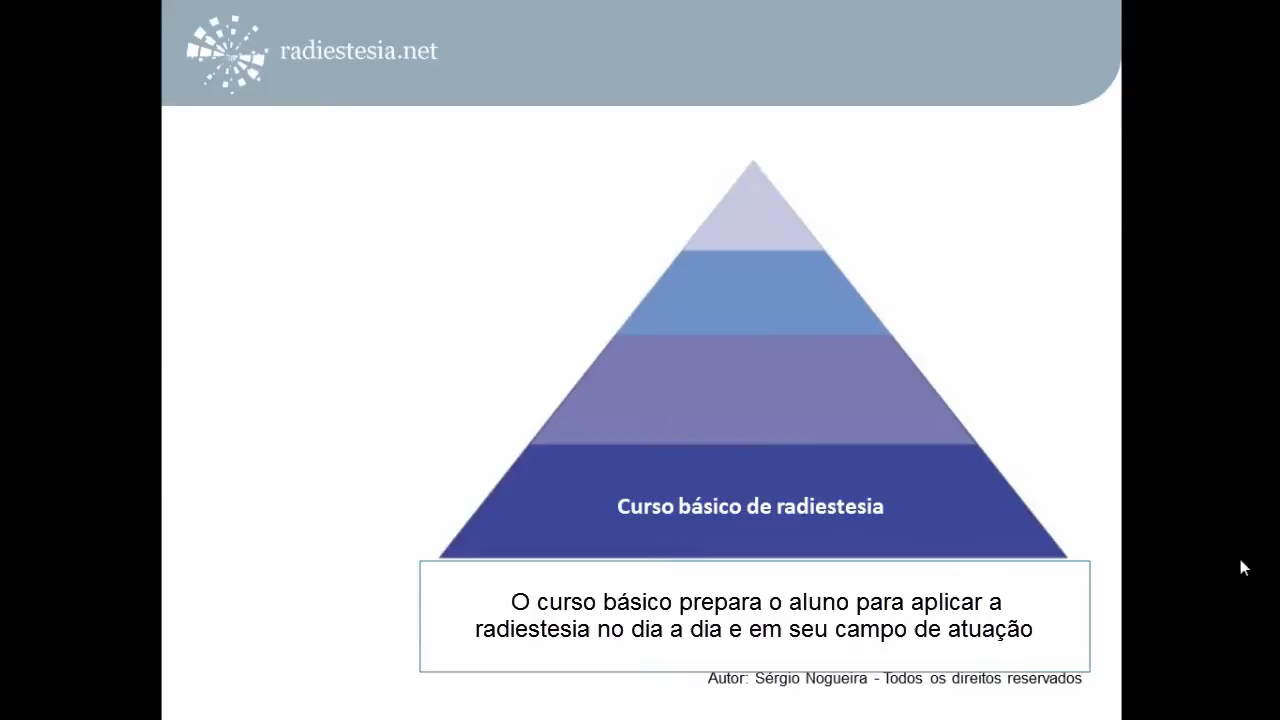 radiestesia.net
Curso básico de radiestesia
O curso básico prepara o aluno para aplicar a
radiestesia no dia a dia e em seu campo de atuação
Autor: Sérgio Nogueira - Todos os direitos reservados